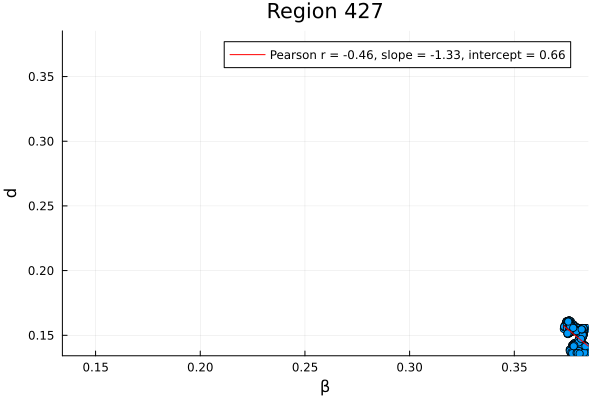 Region 427
Pearson r = -0.46, slope = -1.33, intercept = 0.66
d
0.35
0.30
0.25
0.20
0.15
0.15 0.20 0.25 0.30 0.35
β